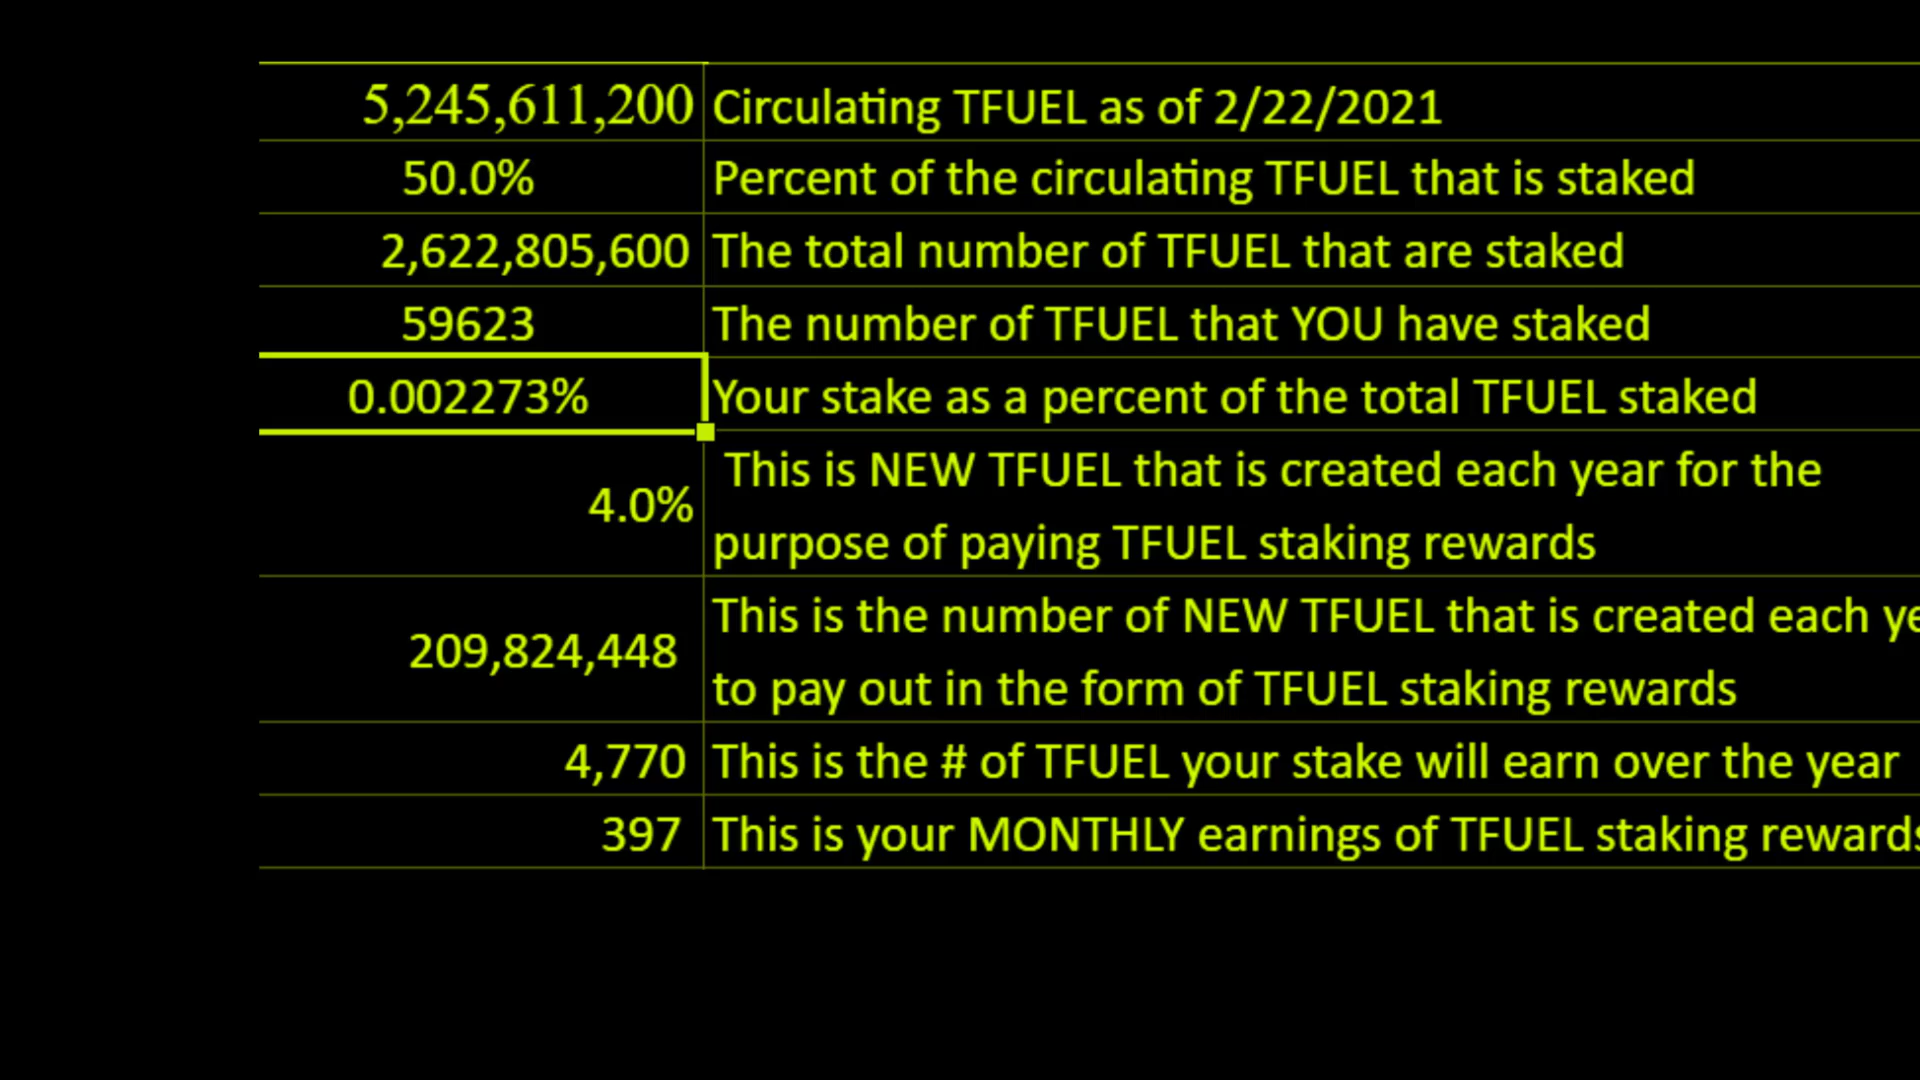 5,245,611,200 Circulating TFUEL as of 2/22/2021
50.0% Percent of the circulating TFUEL that is staked
2,622,805,600 The total number of TFUEL that are staked
59623 The number of TFUEL that YOU have staked
0.002273% Your stake as a percent of the total TFUEL staked
4.0% This is NEW TFUEL that is created each year for the
purpose of paying TFUEL staking rewards
209,824,448 This is the number of NEW TFUEL that is created each ye
to pay out in the form of TFUEL staking rewards
4,770 This is the # of TFUEL your stake will earn over the year
397 This is your MONTHLY earnings of TFUEL staking rewards